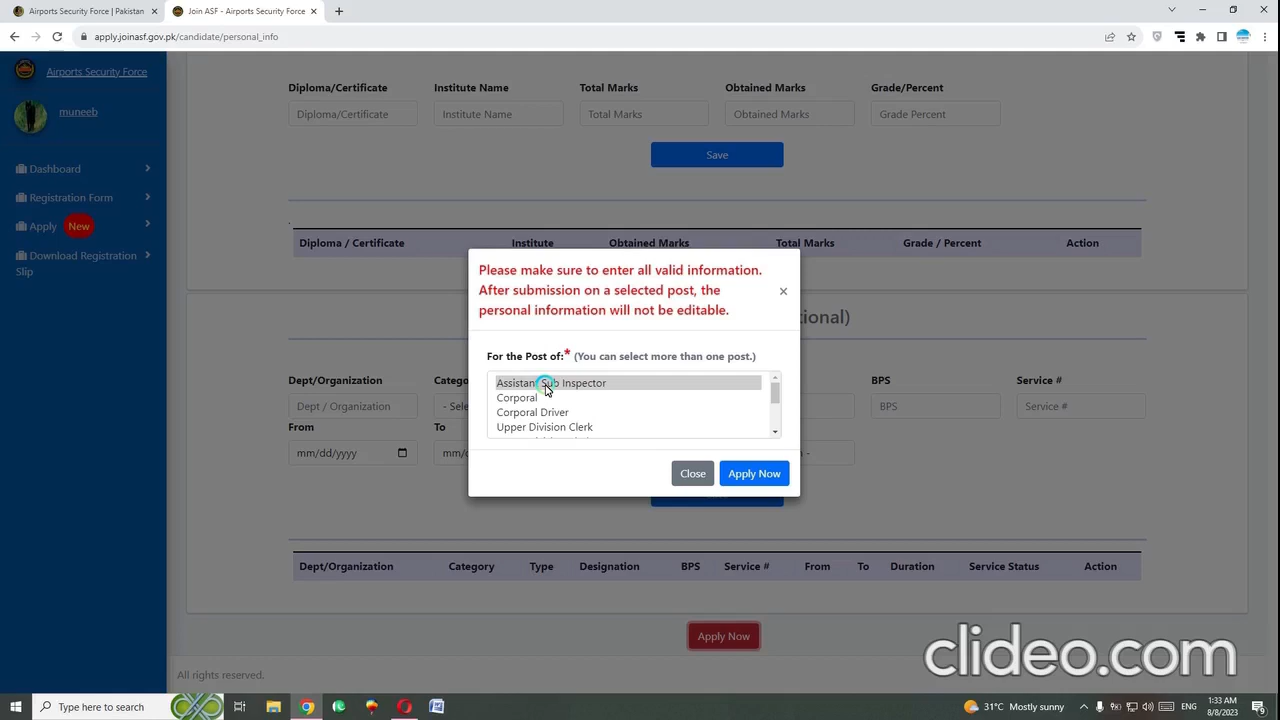 Airports Security Force | Pakistan
Join ASF - Airports Security Force
apply.joinasf.gov.pk/candidate/personal_info
Airports Security Force
muneeb
Dashboard
Registration Form
Apply New
Download Registration
Slip
Diploma/Certificate Institute Name Total Marks Obtained Marks Grade/Percent
Diploma/Certificate Institute Name Total Marks Obtained Marks Grade Percent
Save
Diploma / Certificate Institute Obtained Marks Total Marks Grade / Percent Action
Please make sure to enter all valid information.
After submission on a selected post, the
personal information will not be editable.
×
tional)
For the Post of:* (You can select more than one post.)
Assistant Sub Inspector
Corporal
Corporal Driver
Upper Division Clerk
Close Apply Now
Dept/Organization Catego BPS Service #
Dept / Organization - Sele BPS Service #
From To
mm/dd/yyyy mm/
Dept/Organization Category Type Designation BPS Service # From To Duration Service Status Action
Apply Now
All rights reserved.
clideo.com
Type here to search
31°C Mostly sunny
1:33 AM
8/8/2023